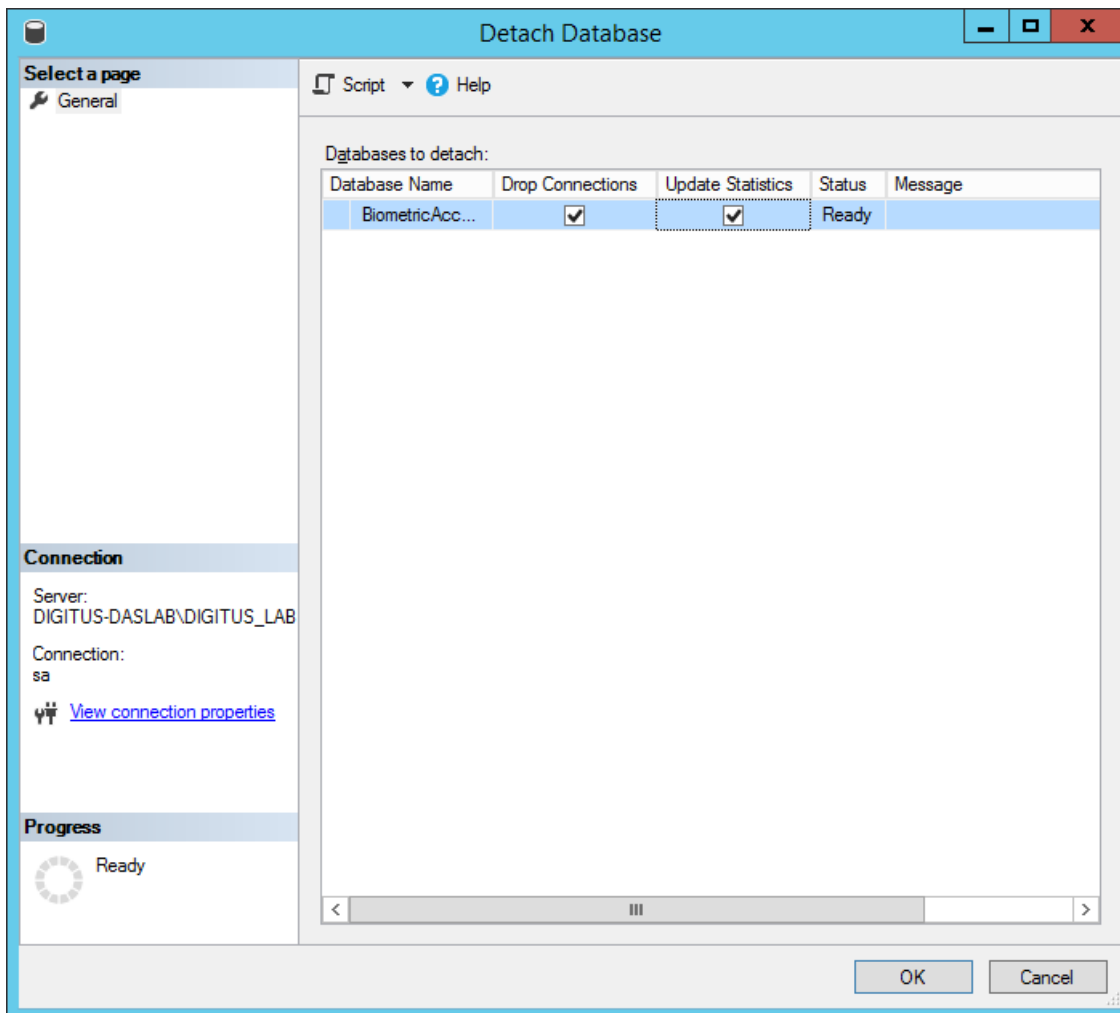 Detach Database
Select a page
General
Script
Help
Databases to detach:
Database Name Drop Connections Update Statistics Status Message
BiometricAcc... Ready
Connection
Server:
DIGITUS-DASLAB\DIGITUS_LAB
Connection:
sa
View connection properties
Progress
Ready
OK Cancel